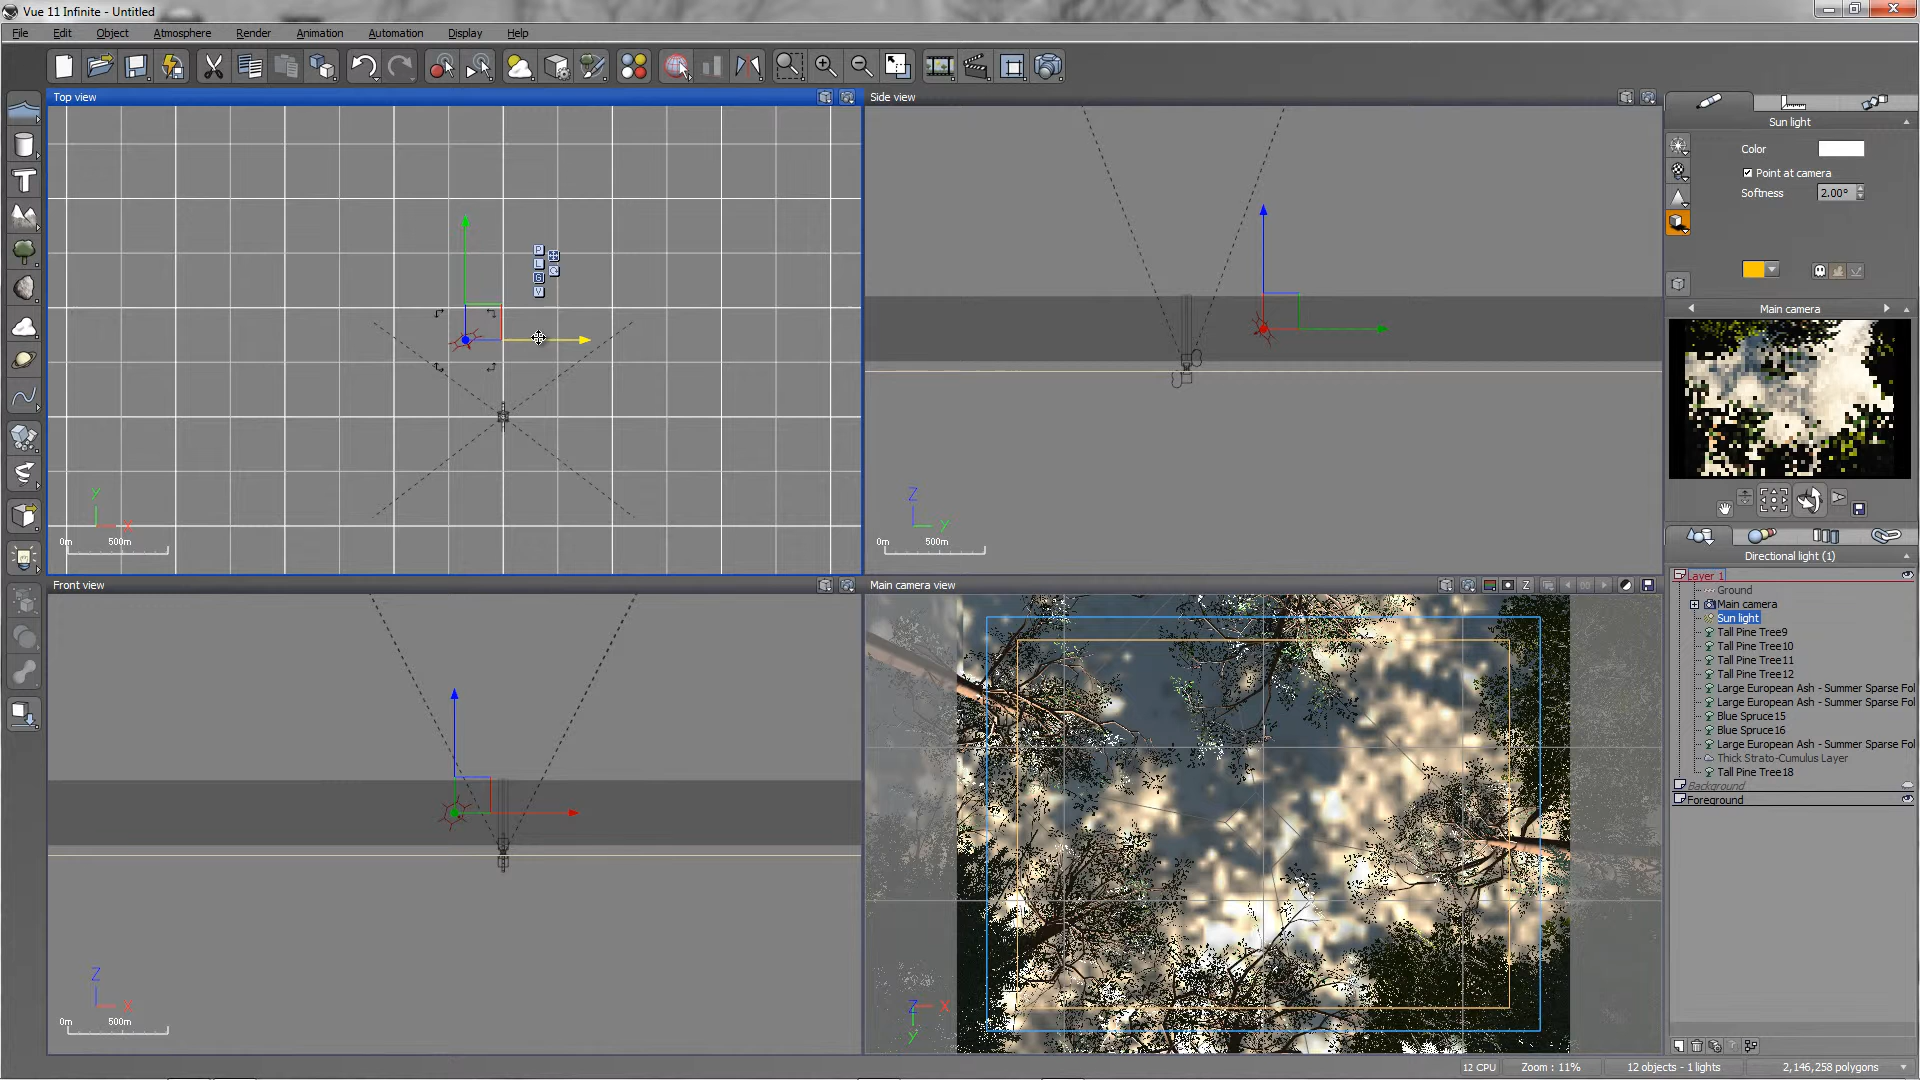 Vue 11 Infinite - Untitled
File Edit Object Atmosphere Render Animation Automation Display Help
Top view
P
L
G
V
Y
X
0m 500m
Side view
Z
Y
0m 500m
Front view
Z
X
0m 500m
Main camera view
Z
Z X
Y
Sun light
Color
Point at camera
Softness 2.00°
Main camera
Directional light (1)
Layer 1
Ground
Main camera
Sun light
Tall Pine Tree9
Tall Pine Tree10
Tall Pine Tree11
Tall Pine Tree12
Large European Ash - Summer Sparse Fol
Large European Ash - Summer Sparse Fol
Blue Spruce15
Blue Spruce16
Large European Ash - Summer Sparse Fol
Thick Strato-Cumulus Layer
Tall Pine Tree18
Background
Foreground
12 CPU Zoom : 11% 12 objects - 1 lights 2,146,258 polygons